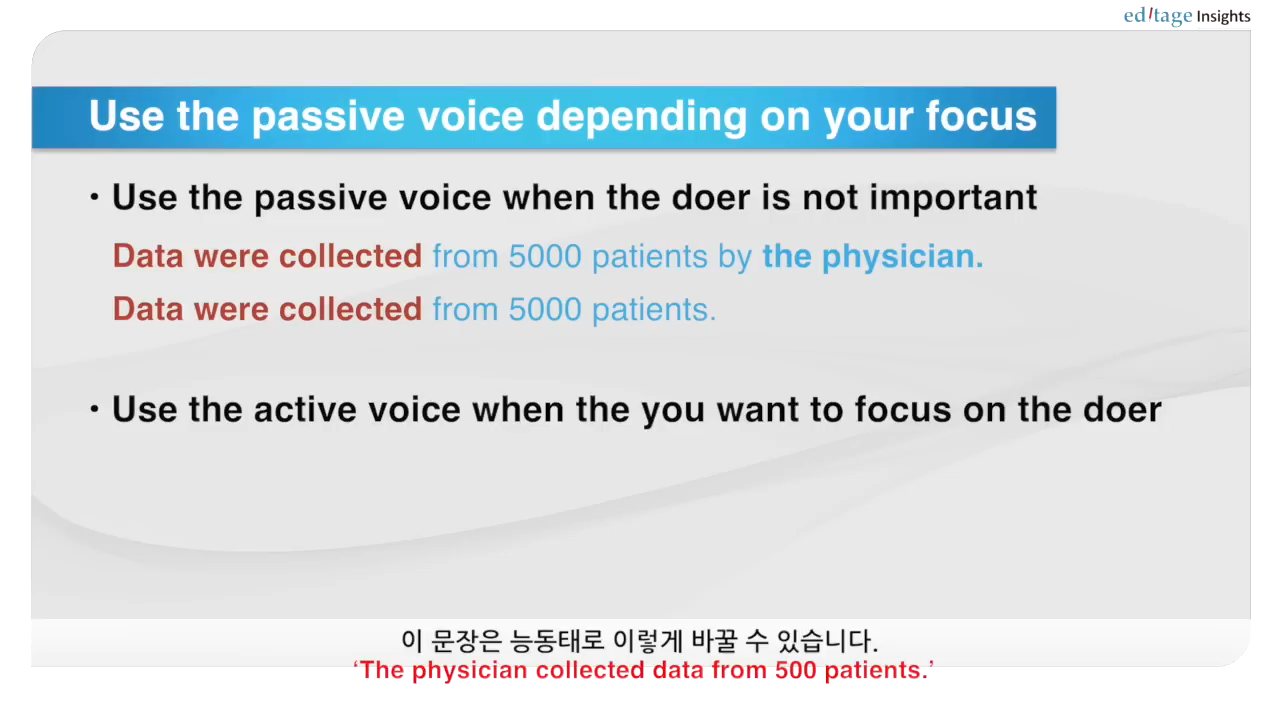 editage Insights
Use the passive voice depending on your focus
• Use the passive voice when the doer is not important
Data were collected from 5000 patients by the physician.
Data were collected from 5000 patients.
• Use the active voice when the you want to focus on the doer
이 문장은 능동태로 이렇게 바꿀 수 있습니다.
‘The physician collected data from 500 patients.’